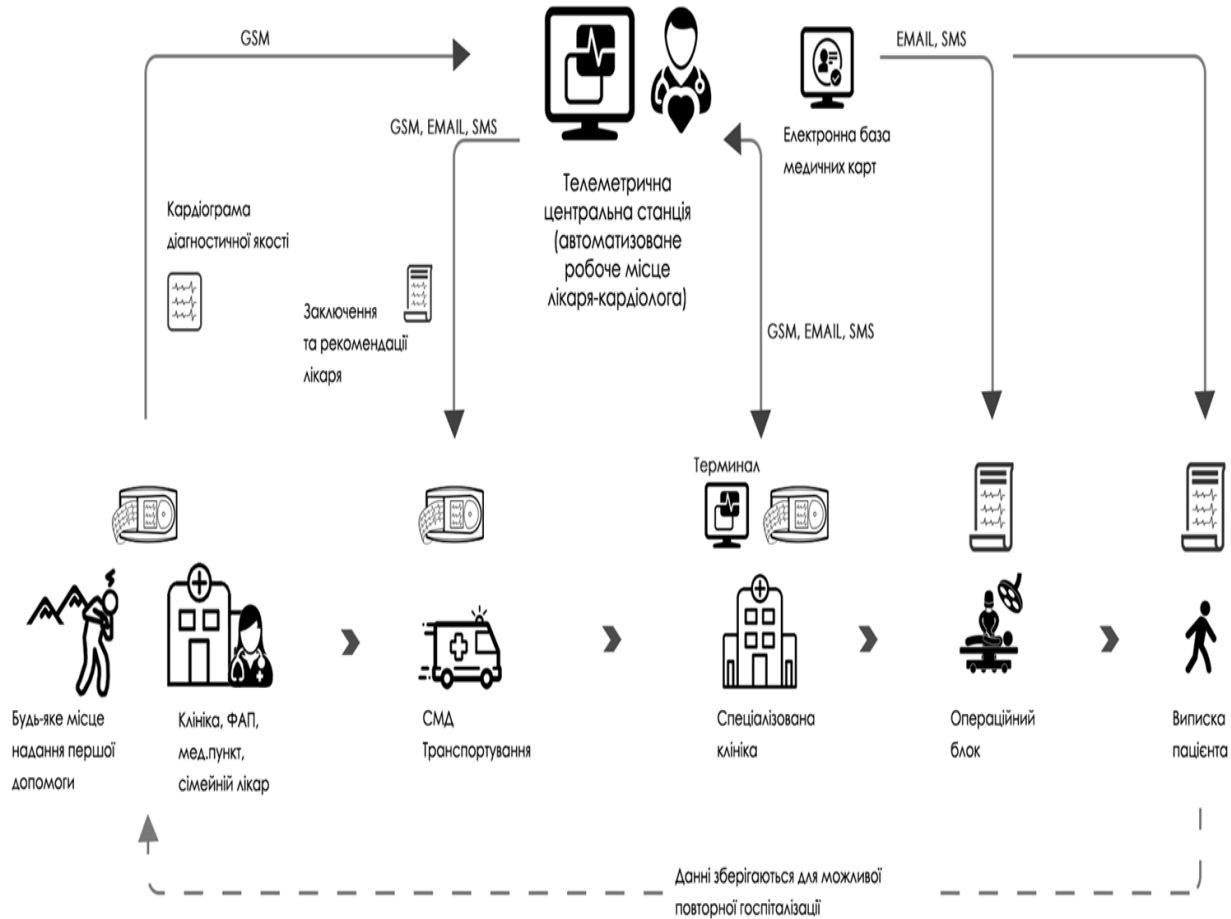 GSM
EMAIL, SMS
GSM, EMAIL, SMS
Електронна база
медичних карт
Телеметрична
центральна станція
(автоматизоване
робоче місце
лікаря-кардіолога)
Кардіограма
діагностичної якості
Заключення
та рекомендації
лікаря
GSM, EMAIL, SMS
Терминал
Будь-яке місце
надання першої
допомоги
Клініка, ФАП,
мед.пункт,
сімейній лікар
СМД
Транспортування
Спеціалізована
клініка
Операційний
блок
Виписка
пацієнта
Данні зберігаються для можливої
повторної госпіталізації